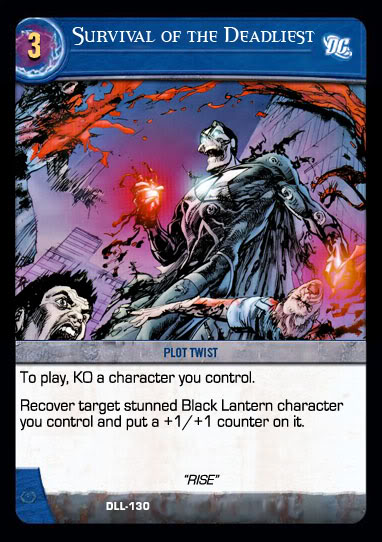 3
SURVIVAL OF THE DEADLIEST
DC
PLOT TWIST
To play, KO a character you control.
Recover target stunned Black Lantern character
you control and put a +1/+1 counter on it.
"RISE"
DLL-130